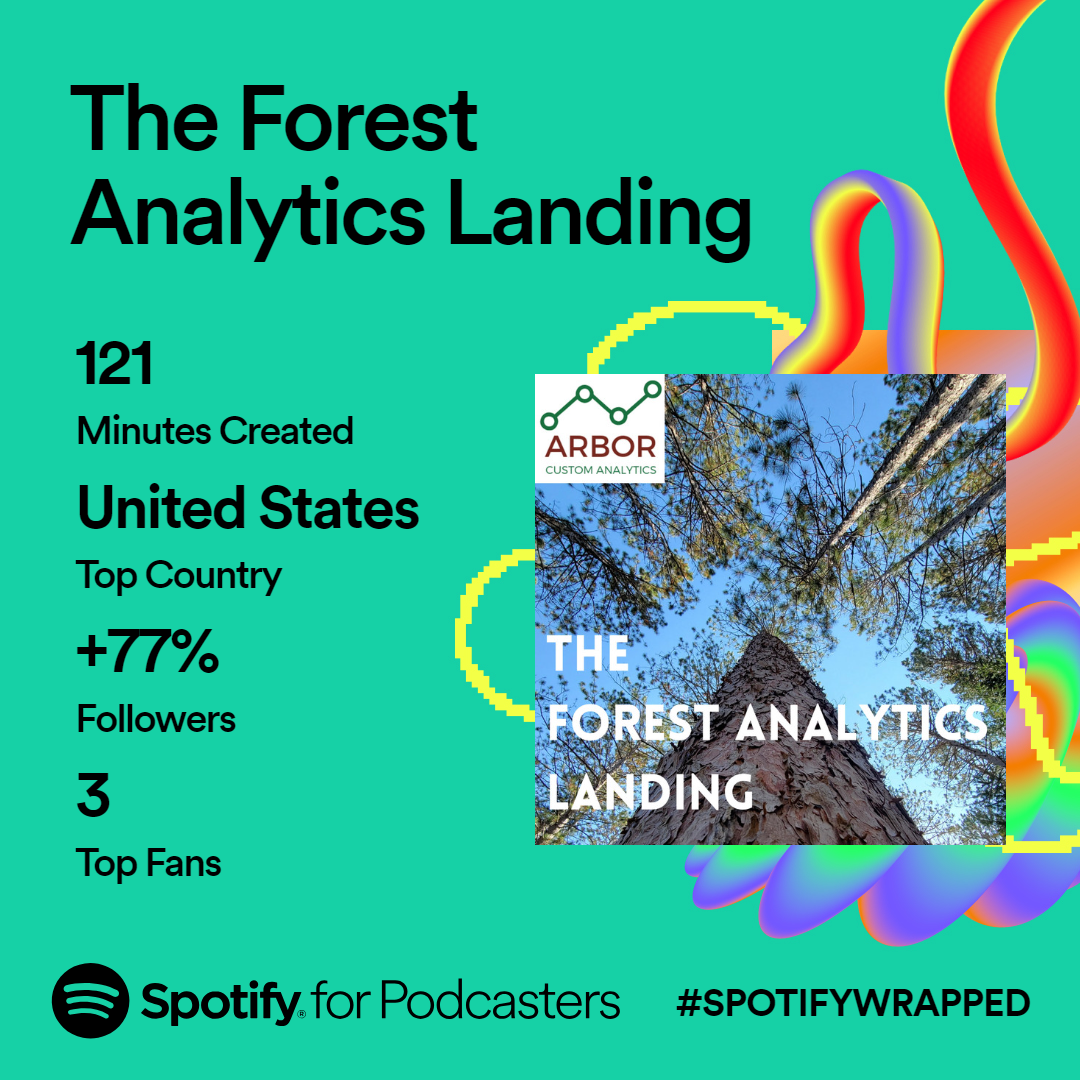 The Forest
Analytics Landing
121
Minutes Created
United States
Top Country
+77%
Followers
3
Top Fans
ARBOR
CUSTOM ANALYTICS
THE
FOREST ANALYTICS
LANDING
Spotify® for Podcasters
#SPOTIFYWRAPPED